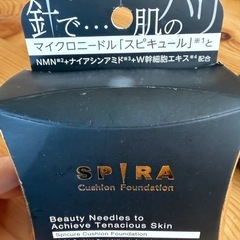 針で…肌のハリ
マイクロニードル「スピキュール」※1と
NMN※2+ナイアシンアミド※3+W幹細胞エキス※4配合
SPIRA
Cushion Foundation
Beauty Needles to
Achieve Tenacious Skin
Spicure Cushion Foundation